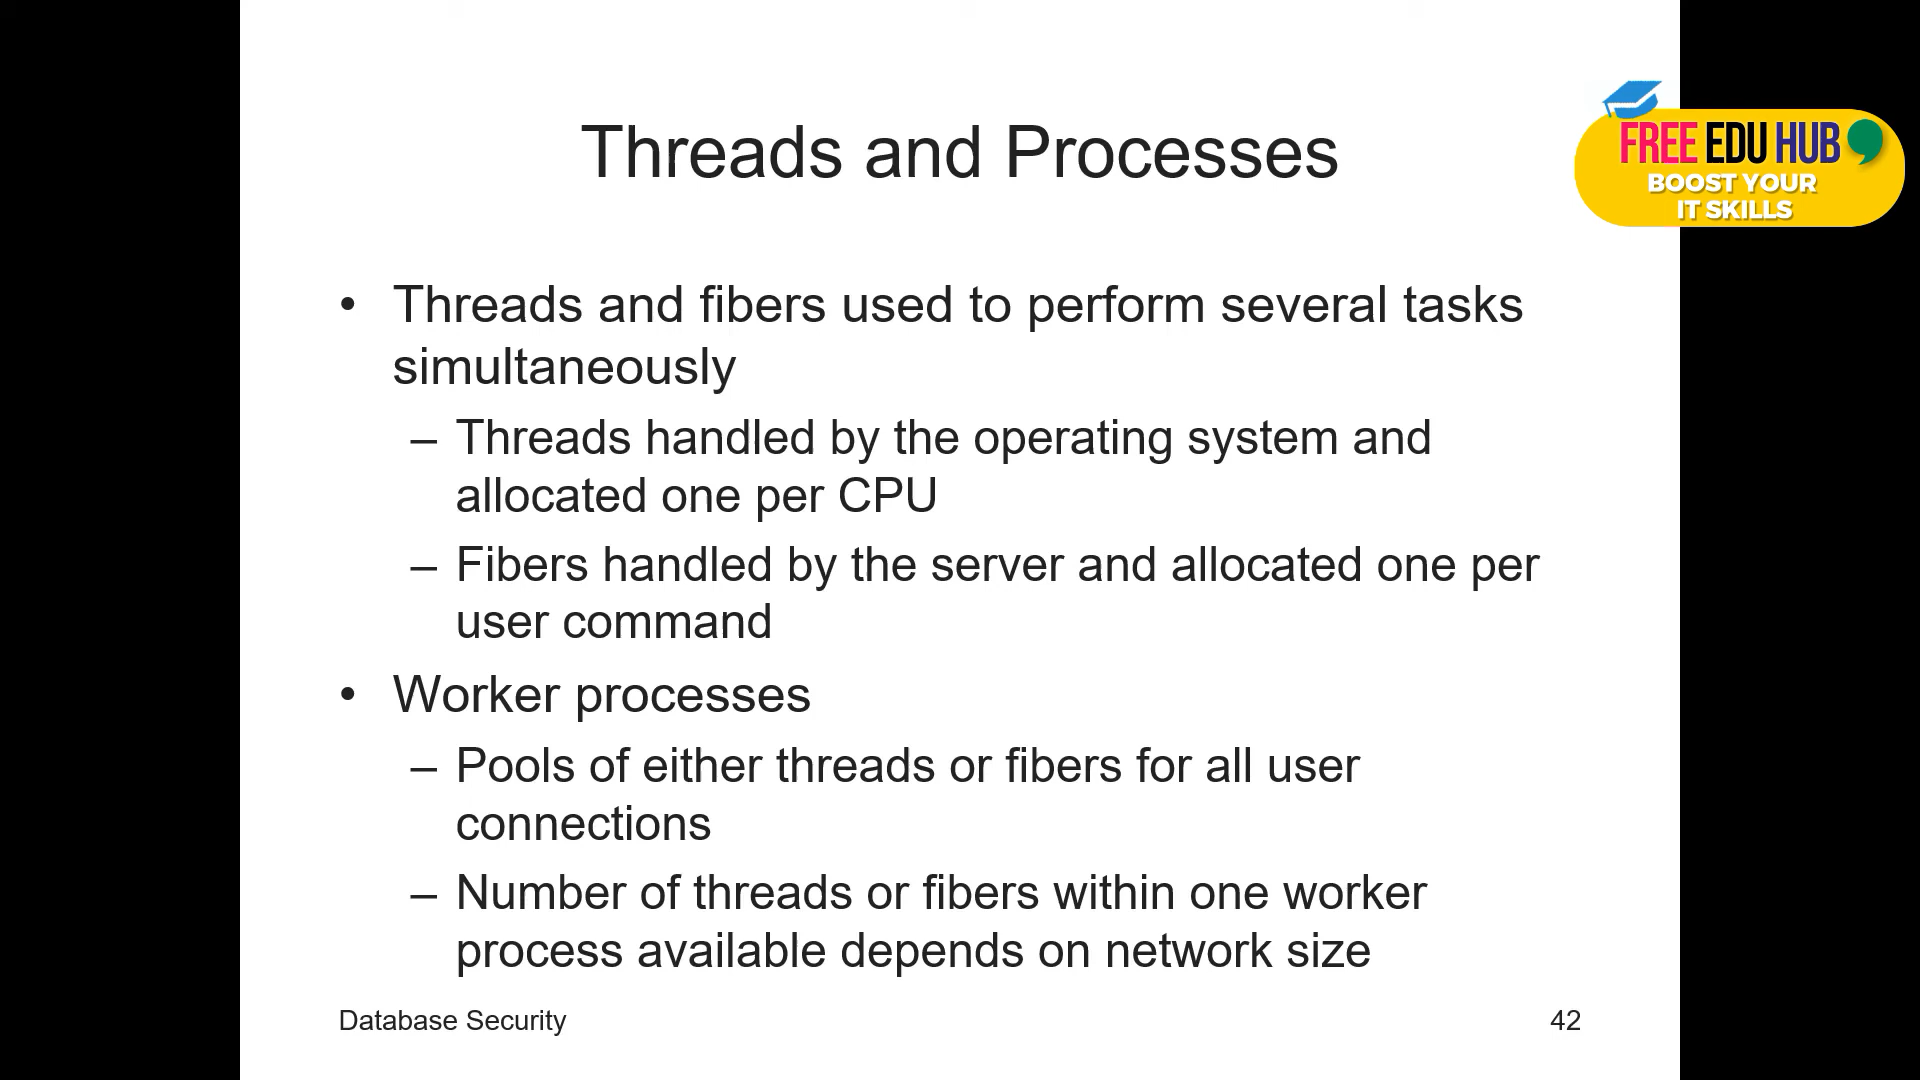 Threads and Processes
FREE EDU HUB
BOOST YOUR
IT SKILLS
• Threads and fibers used to perform several tasks
simultaneously
– Threads handled by the operating system and
allocated one per CPU
– Fibers handled by the server and allocated one per
user command
• Worker processes
– Pools of either threads or fibers for all user
connections
– Number of threads or fibers within one worker
process available depends on network size
Database Security
42